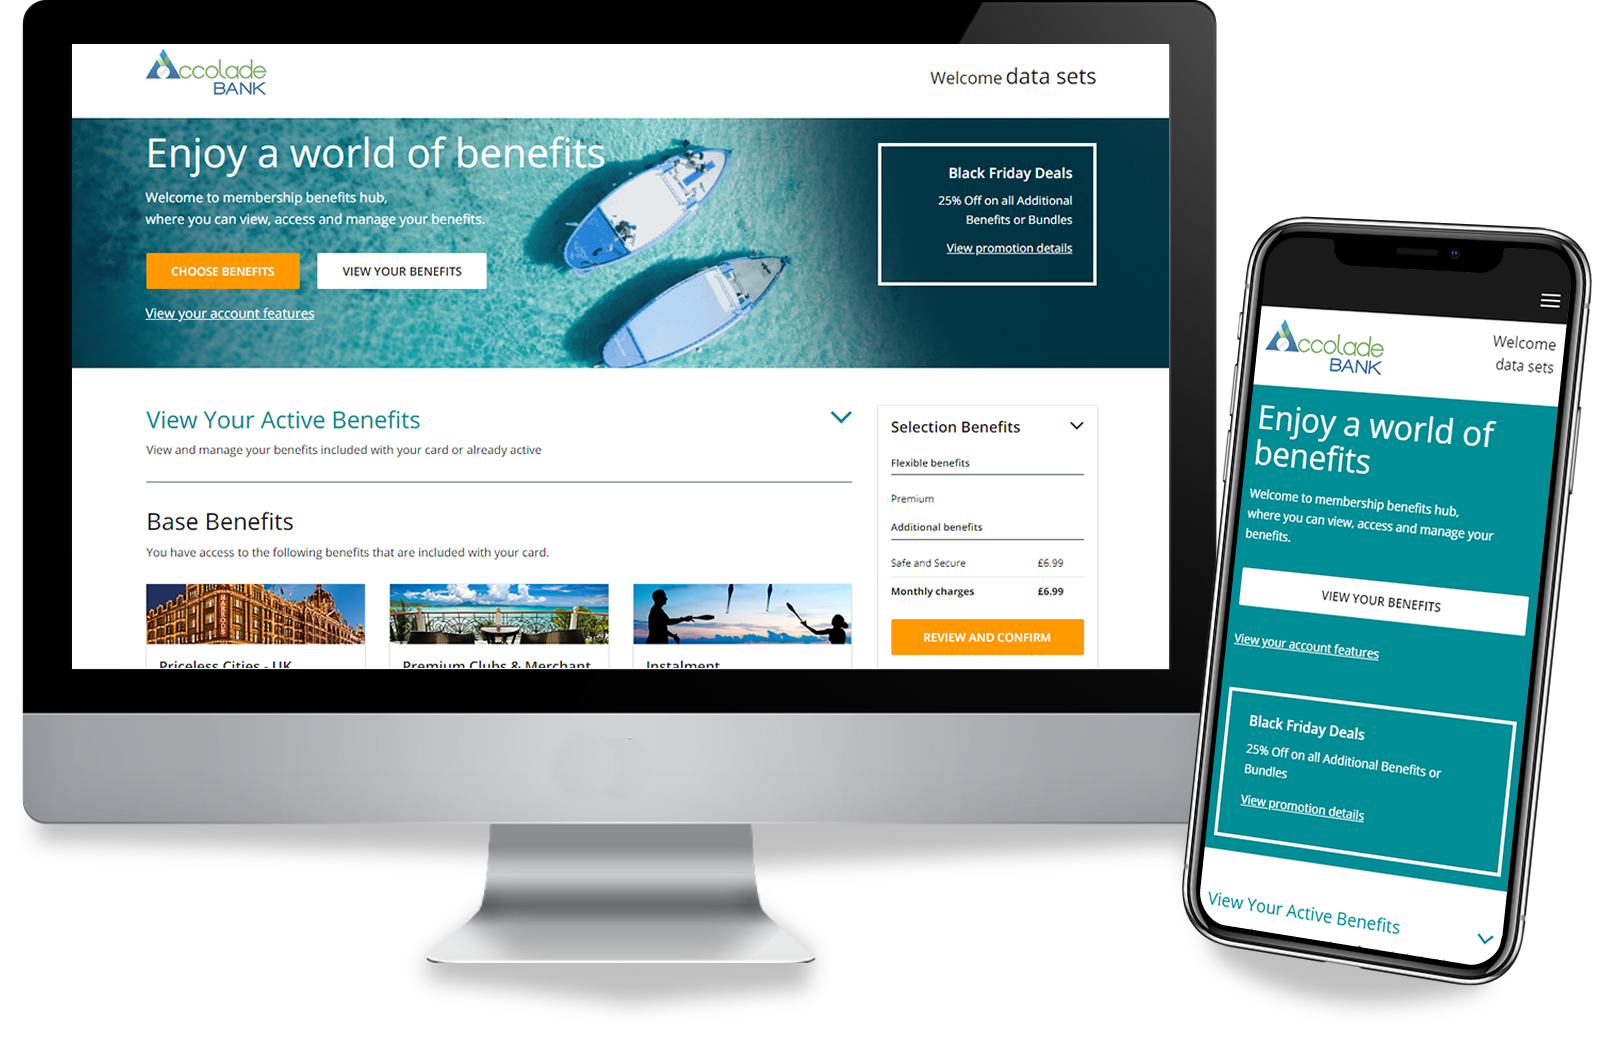 Accolade
BANK
Welcome data sets
Enjoy a world of benefits
Welcome to membership benefits hub,
where you can view, access and manage your benefits.
CHOOSE BENEFITS
VIEW YOUR BENEFITS
View your account features
Black Friday Deals
25% Off on all Additional
Benefits or Bundles
View promotion details
View Your Active Benefits
View and manage your benefits included with your card or already active
Base Benefits
You have access to the following benefits that are included with your card.
HARRODS
Priceless Cities - UK
Premium Clubs & Merchant
Instalment
Selection Benefits
Flexible benefits
Premium
Additional benefits
Safe and Secure £6.99
Monthly charges £6.99
REVIEW AND CONFIRM
Accolade
BANK
Welcome
data sets
Enjoy a world of
benefits
Welcome to membership benefits hub,
where you can view, access and manage your
benefits.
VIEW YOUR BENEFITS
View your account features
Black Friday Deals
25% Off on all Additional Benefits or
Bundles
View promotion details
View Your Active Benefits